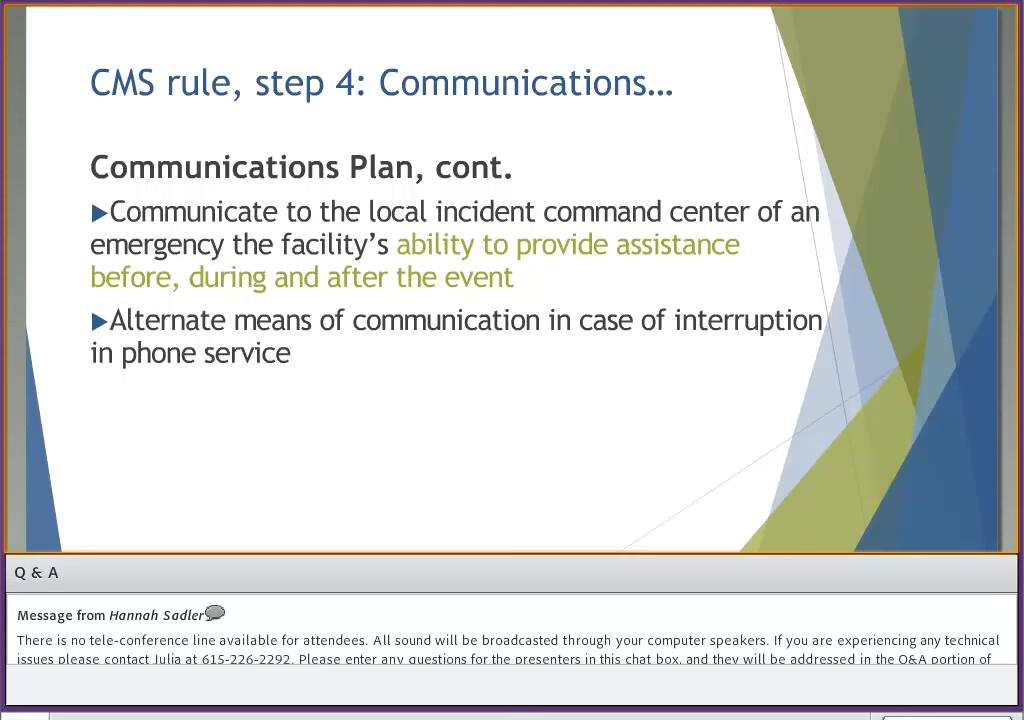 CMS rule, step 4: Communications…
Communications Plan, cont.
Communicate to the local incident command center of an
emergency the facility’s ability to provide assistance
before, during and after the event
Alternate means of communication in case of interruption
in phone service
Q & A
Message from Hannah Sadler
There is no tele-conference line available for attendees. All sound will be broadcasted through your computer speakers. If you are experiencing any technical
issues please contact Julia at 615-226-2292. Please enter any questions for the presenters in this chat box, and they will be addressed in the Q&A portion of